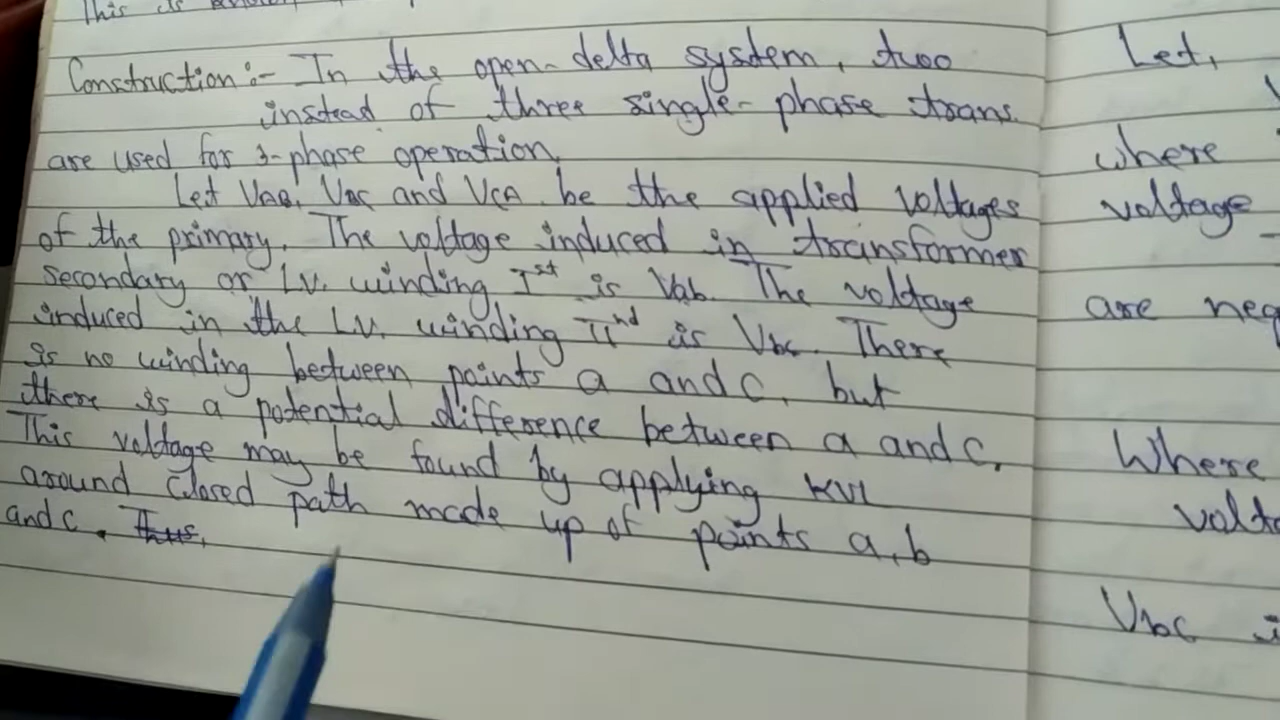 This is
Construction :- In the open-delta system, two
instead of three single-phase trans.
are used for 3-phase operation.
Let VAB, VBC and VCA be the applied voltages
of the primary. The voltage induced in transformer
secondary or L.V. winding Ist is Vab. The voltage
induced in the L.V. winding IInd is Vbc. There
is no winding between points a and c, but
there is a potential difference between a and c.
This voltage may be found by applying KVL
around closed path made up of points a, b
and c. Thus,
Let,
where
voltage
are neg
Where
volta
Vbc i